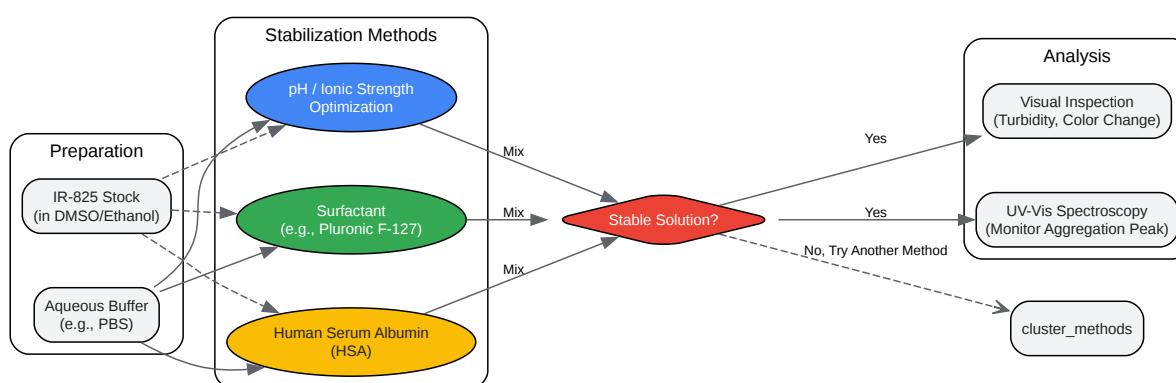 Stabilization Methods
pH / Ionic Strength
Optimization
Surfactant
(e.g., Pluronic F-127)
Human Serum Albumin
(HSA)
Preparation
IR-825 Stock
(in DMSO/Ethanol)
Aqueous Buffer
(e.g., PBS)
Mix
Mix
Mix
Stable Solution?
Yes
Yes
No, Try Another Method
Analysis
Visual Inspection
(Turbidity, Color Change)
UV-Vis Spectroscopy
(Monitor Aggregation Peak)
cluster_methods